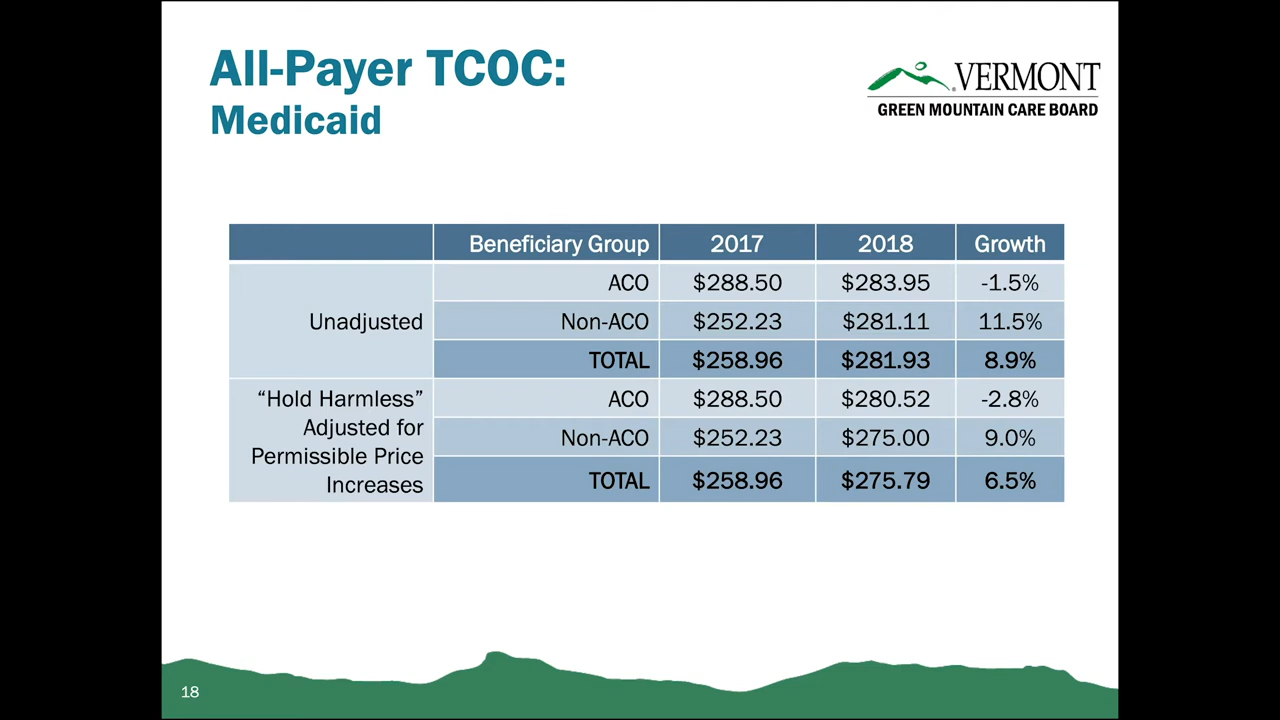 All-Payer TCOC:
Medicaid
VERMONT
GREEN MOUNTAIN CARE BOARD
Beneficiary Group 2017 2018 Growth
Unadjusted
ACO $288.50 $283.95 -1.5%
Non-ACO $252.23 $281.11 11.5%
TOTAL $258.96 $281.93 8.9%
“Hold Harmless”
Adjusted for
Permissible Price
Increases
ACO $288.50 $280.52 -2.8%
Non-ACO $252.23 $275.00 9.0%
TOTAL $258.96 $275.79 6.5%
18